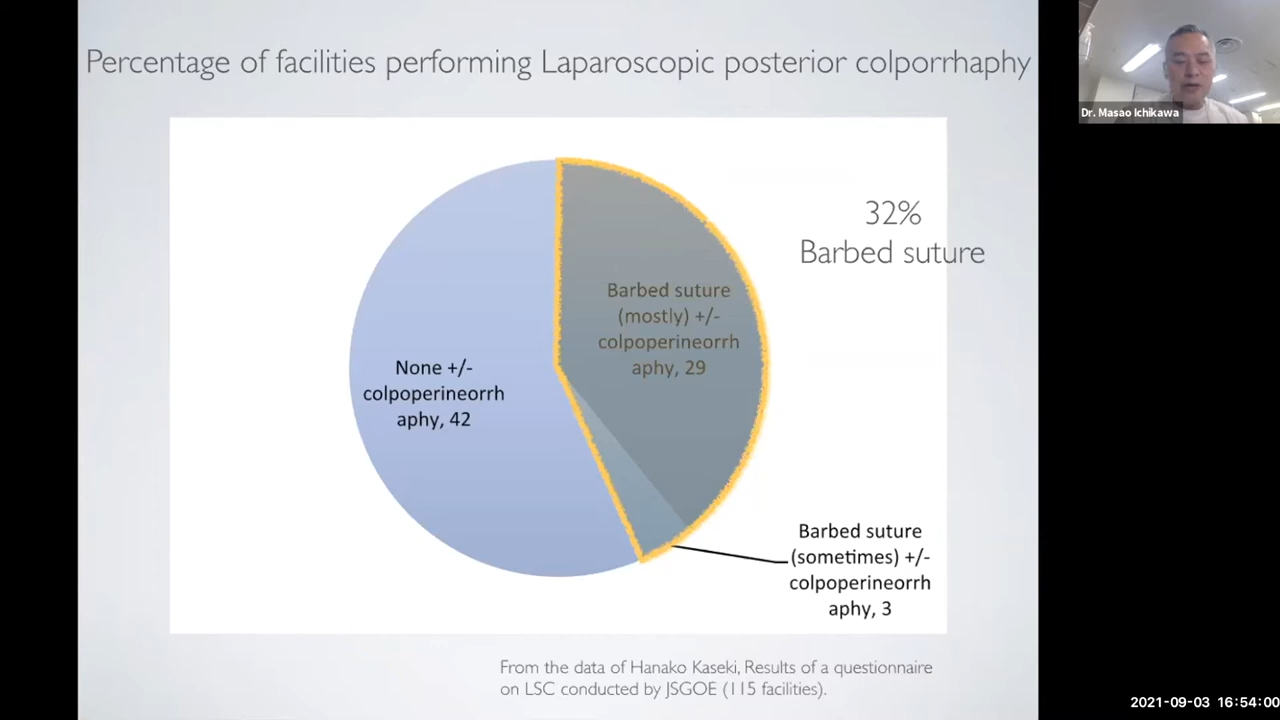 Percentage of facilities performing Laparoscopic posterior colporrhaphy
Dr. Masao Ichikawa
32%
Barbed suture
Barbed suture
(mostly) +/-
colpoperineorrh
aphy, 29
None +/-
colpoperineorrh
aphy, 42
Barbed suture
(sometimes) +/-
colpoperineorrh
aphy, 3
From the data of Hanako Kaseki, Results of a questionnaire
on LSC conducted by JSGOE (115 facilities).
2021-09-03 16:54:00